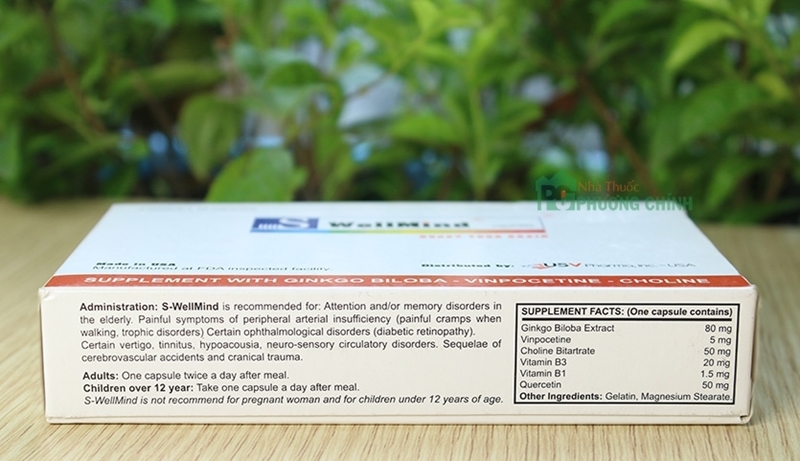 Nhà Thuốc
PHƯƠNG CHÍNH
S WellMind
Made in USA
Manufactured at FDA inspected facility
Distributed by: USV Pharma, Inc - USA
SUPPLEMENT WITH GINKGO BILOBA - VINPOCETINE - CHOLINE
Administration: S-WellMind is recommended for: Attention and/or memory disorders in
the elderly. Painful symptoms of peripheral arterial insufficiency (painful cramps when
walking, trophic disorders) Certain ophthalmological disorders (diabetic retinopathy).
Certain vertigo, tinnitus, hypoacousia, neuro-sensory circulatory disorders. Sequelae of
cerebrovascular accidents and cranical trauma.
Adults: One capsule twice a day after meal.
Children over 12 year: Take one capsule a day after meal.
S-WellMind is not recommend for pregnant woman and for children under 12 years of age.
SUPPLEMENT FACTS: (One capsule contains)
Ginkgo Biloba Extract 80 mg
Vinpocetine 5 mg
Choline Bitartrate 50 mg
Vitamin B3 20 mg
Vitamin B1 1.5 mg
Quercetin 50 mg
Other Ingredients: Gelatin, Magnesium Stearate.